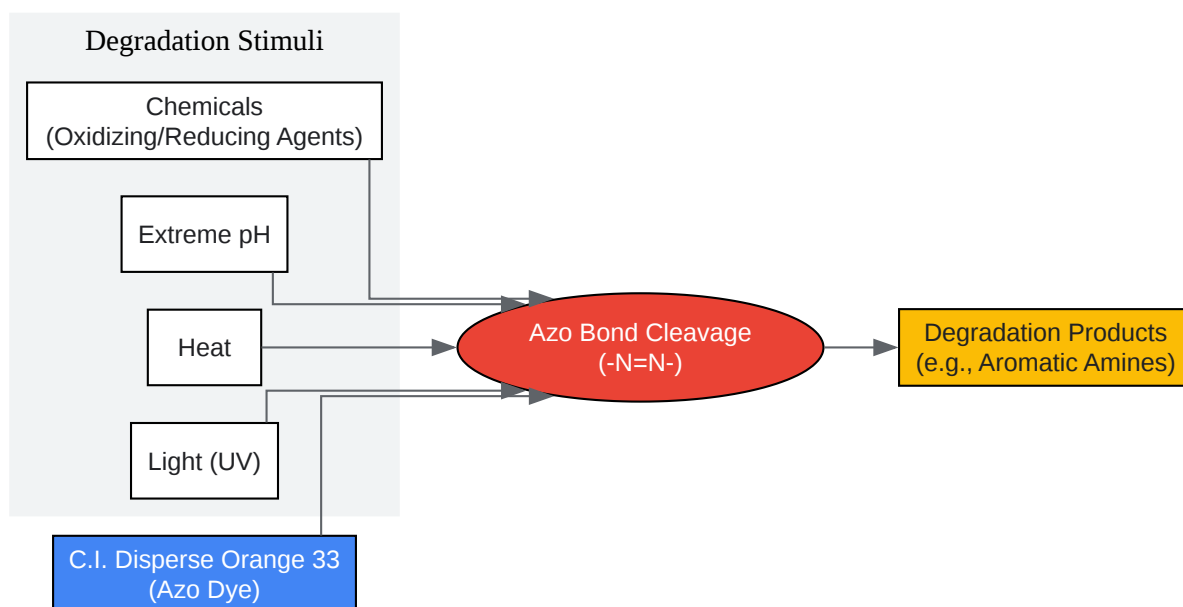 Degradation Stimuli
Chemicals
(Oxidizing/Reducing Agents)
Extreme pH
Heat
Light (UV)
C.I. Disperse Orange 33
(Azo Dye)
Azo Bond Cleavage
(-N=N-)
Degradation Products
(e.g., Aromatic Amines)